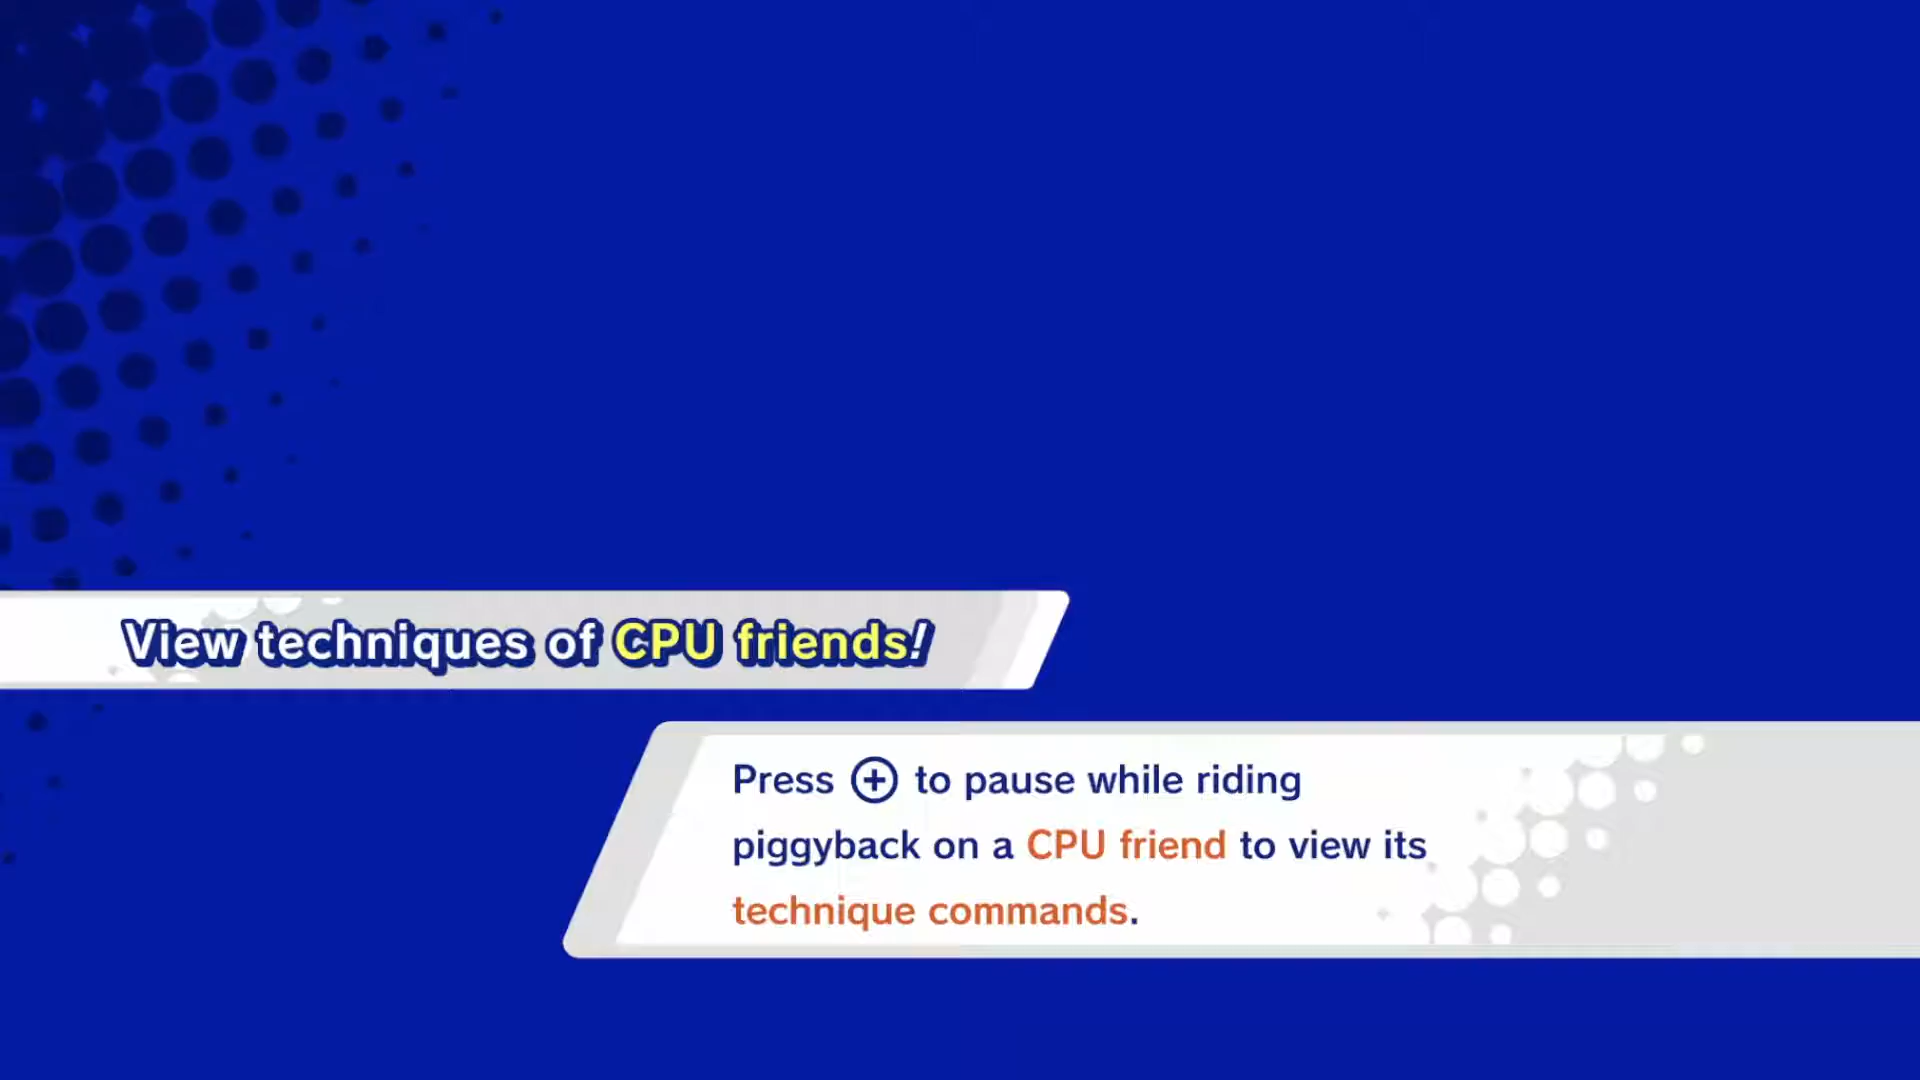 View techniques of CPU friends!
Press ⊕ to pause while riding
piggyback on a CPU friend to view its
technique commands.